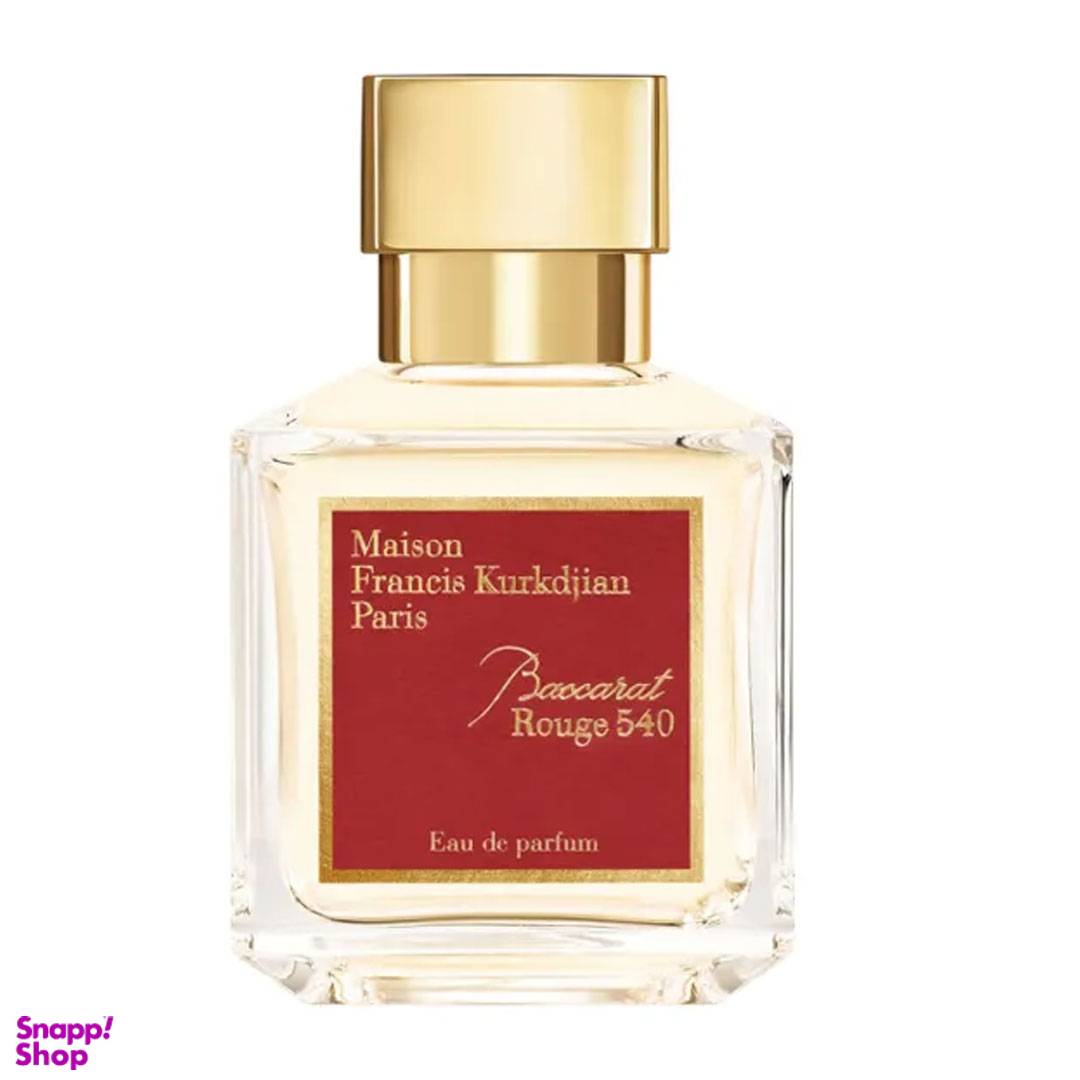 Maison
Francis Kurkdjian
Paris
Baccarat
Rouge 540
Eau de parfum
Snapp!
Shop